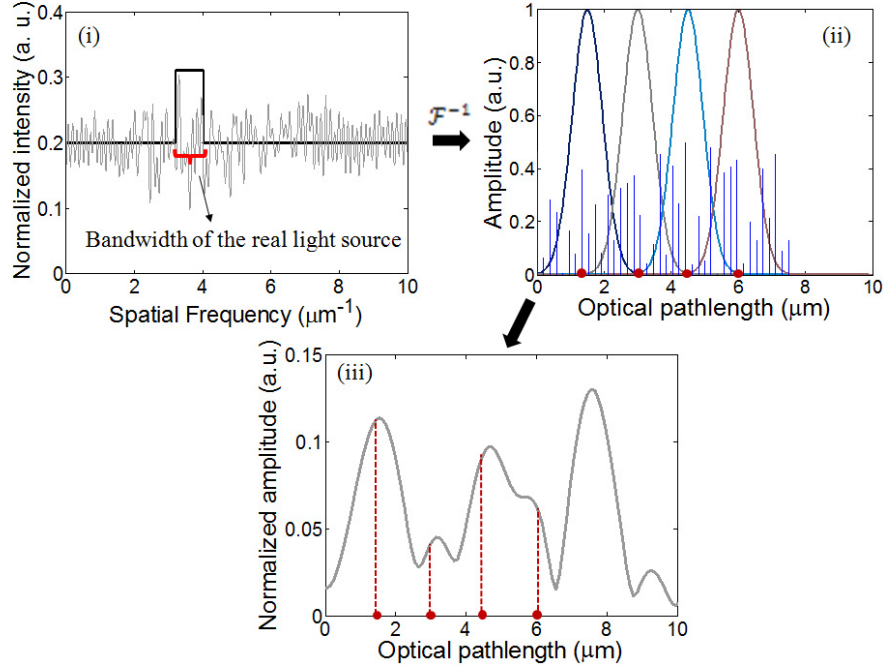 (i)
Normalized intensity (a. u.)
0.4
0.3
0.2
0.1
0
Bandwidth of the real light source
0 2 4 6 8 10
Spatial Frequency (μm⁻¹)
ℱ⁻¹
(ii)
Amplitude (a.u.)
1
0.8
0.6
0.4
0.2
0
0 2 4 6 8 10
Optical pathlength (μm)
(iii)
Normalized amplitude (a.u.)
0.15
0.1
0.05
0
0 2 4 6 8 10
Optical pathlength (μm)